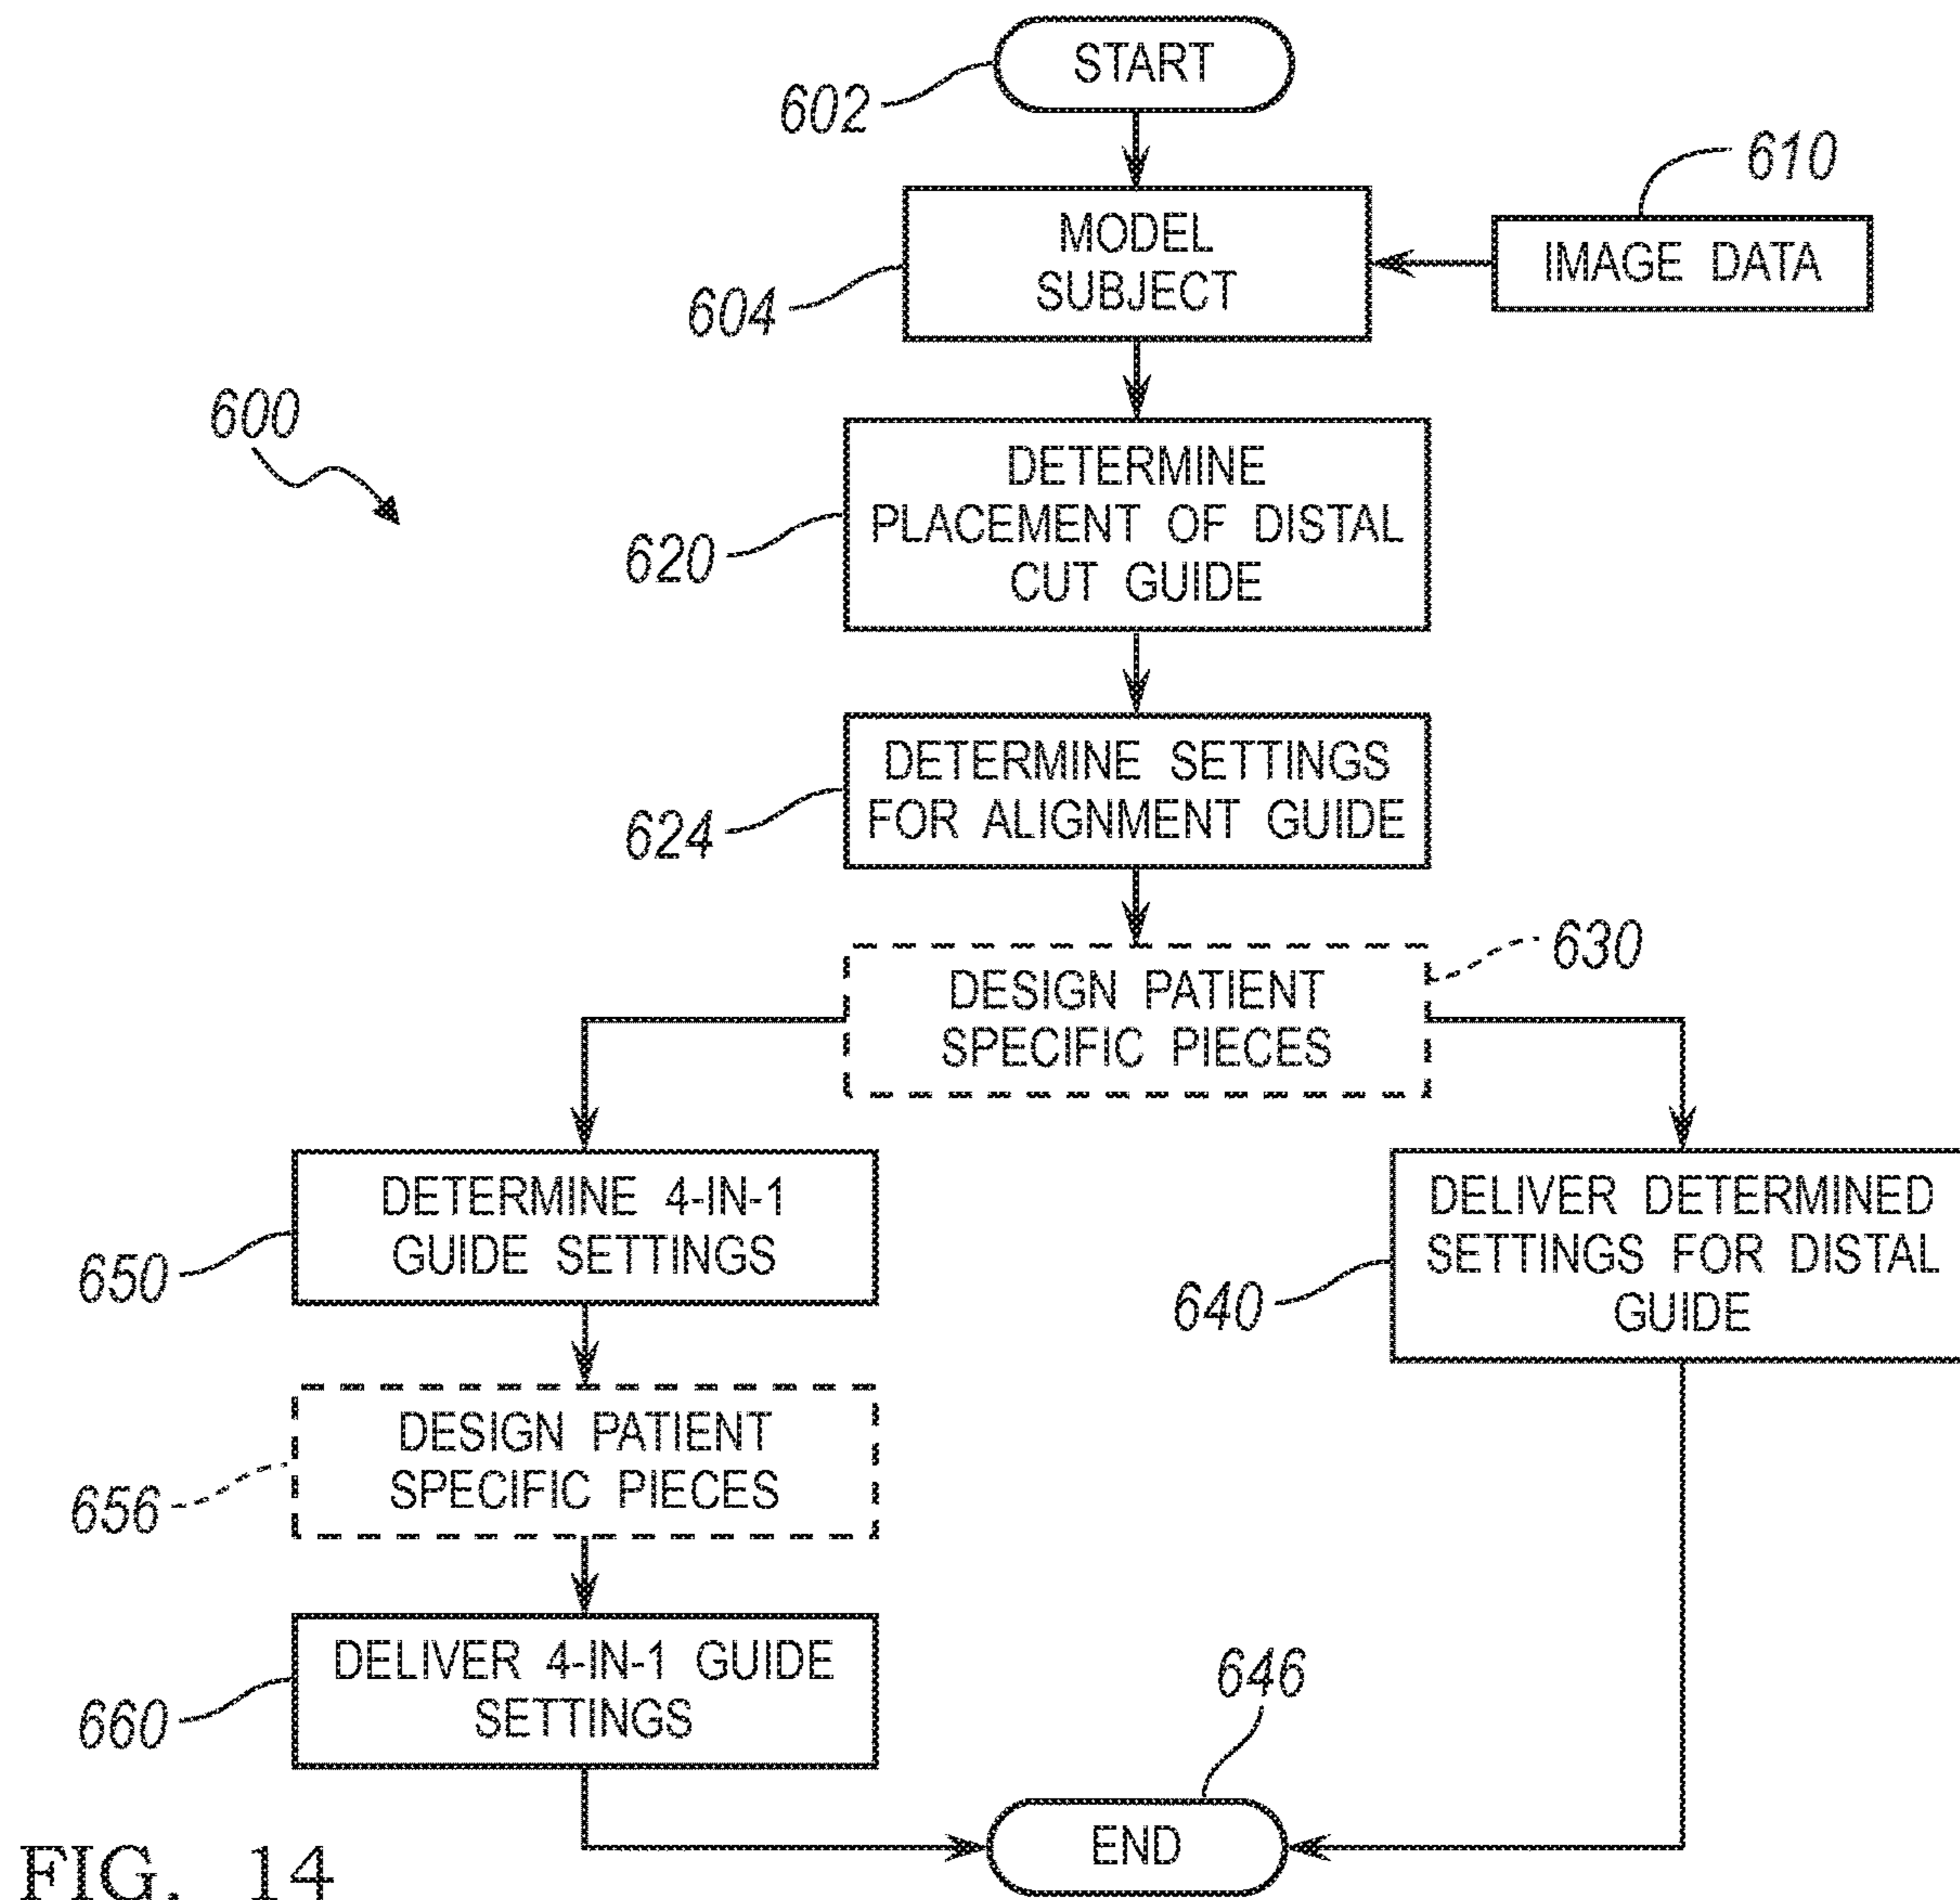 START
602
610
MODEL
SUBJECT
IMAGE DATA
604
600
DETERMINE
PLACEMENT OF DISTAL
CUT GUIDE
620
DETERMINE SETTINGS
FOR ALIGNMENT GUIDE
624
630
DESIGN PATIENT
SPECIFIC PIECES
DETERMINE 4-IN-1
GUIDE SETTINGS
650
DELIVER DETERMINED
SETTINGS FOR DISTAL
GUIDE
640
DESIGN PATIENT
SPECIFIC PIECES
656
DELIVER 4-IN-1 GUIDE
SETTINGS
660
646
END
FIG. 14